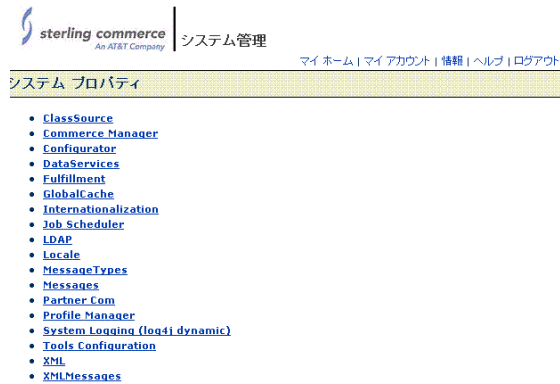 sterling commerce
An AT&T Company
システム管理
マイ ホーム | マイ アカウント | 情報 | ヘルプ | ログアウト
システム プロパティ
ClassSource
Commerce Manager
Configurator
DataServices
Fulfillment
GlobalCache
Internationalization
Job Scheduler
LDAP
Locale
MessageTypes
Messages
Partner Com
Profile Manager
System Logging (log4j dynamic)
Tools Configuration
XML
XMLMessages